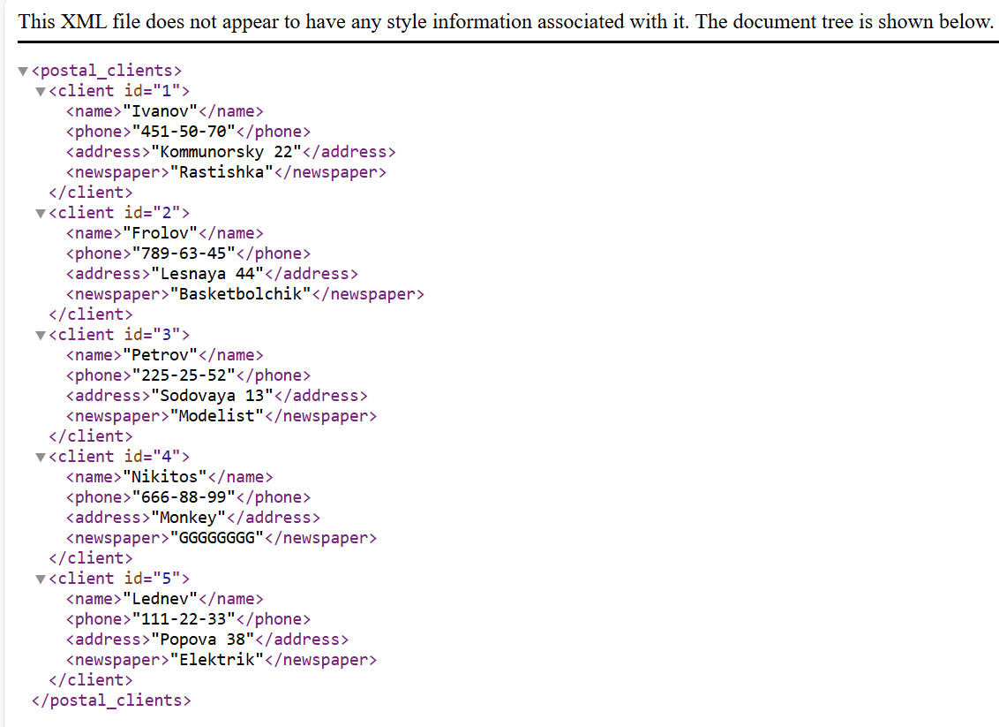 This XML file does not appear to have any style information associated with it. The document tree is shown below.
▼<postal_clients>
▼<client id="1">
<name>"Ivanov"</name>
<phone>"451-50-70"</phone>
<address>"Kommunorsky 22"</address>
<newspaper>"Rastishka"</newspaper>
</client>
▼<client id="2">
<name>"Frolov"</name>
<phone>"789-63-45"</phone>
<address>"Lesnaya 44"</address>
<newspaper>"Basketbolchik"</newspaper>
</client>
▼<client id="3">
<name>"Petrov"</name>
<phone>"225-25-52"</phone>
<address>"Sodovaya 13"</address>
<newspaper>"Modelist"</newspaper>
</client>
▼<client id="4">
<name>"Nikitos"</name>
<phone>"666-88-99"</phone>
<address>"Monkey"</address>
<newspaper>"GGGGGGGG"</newspaper>
</client>
▼<client id="5">
<name>"Lednev"</name>
<phone>"111-22-33"</phone>
<address>"Popova 38"</address>
<newspaper>"Elektrik"</newspaper>
</client>
</postal_clients>